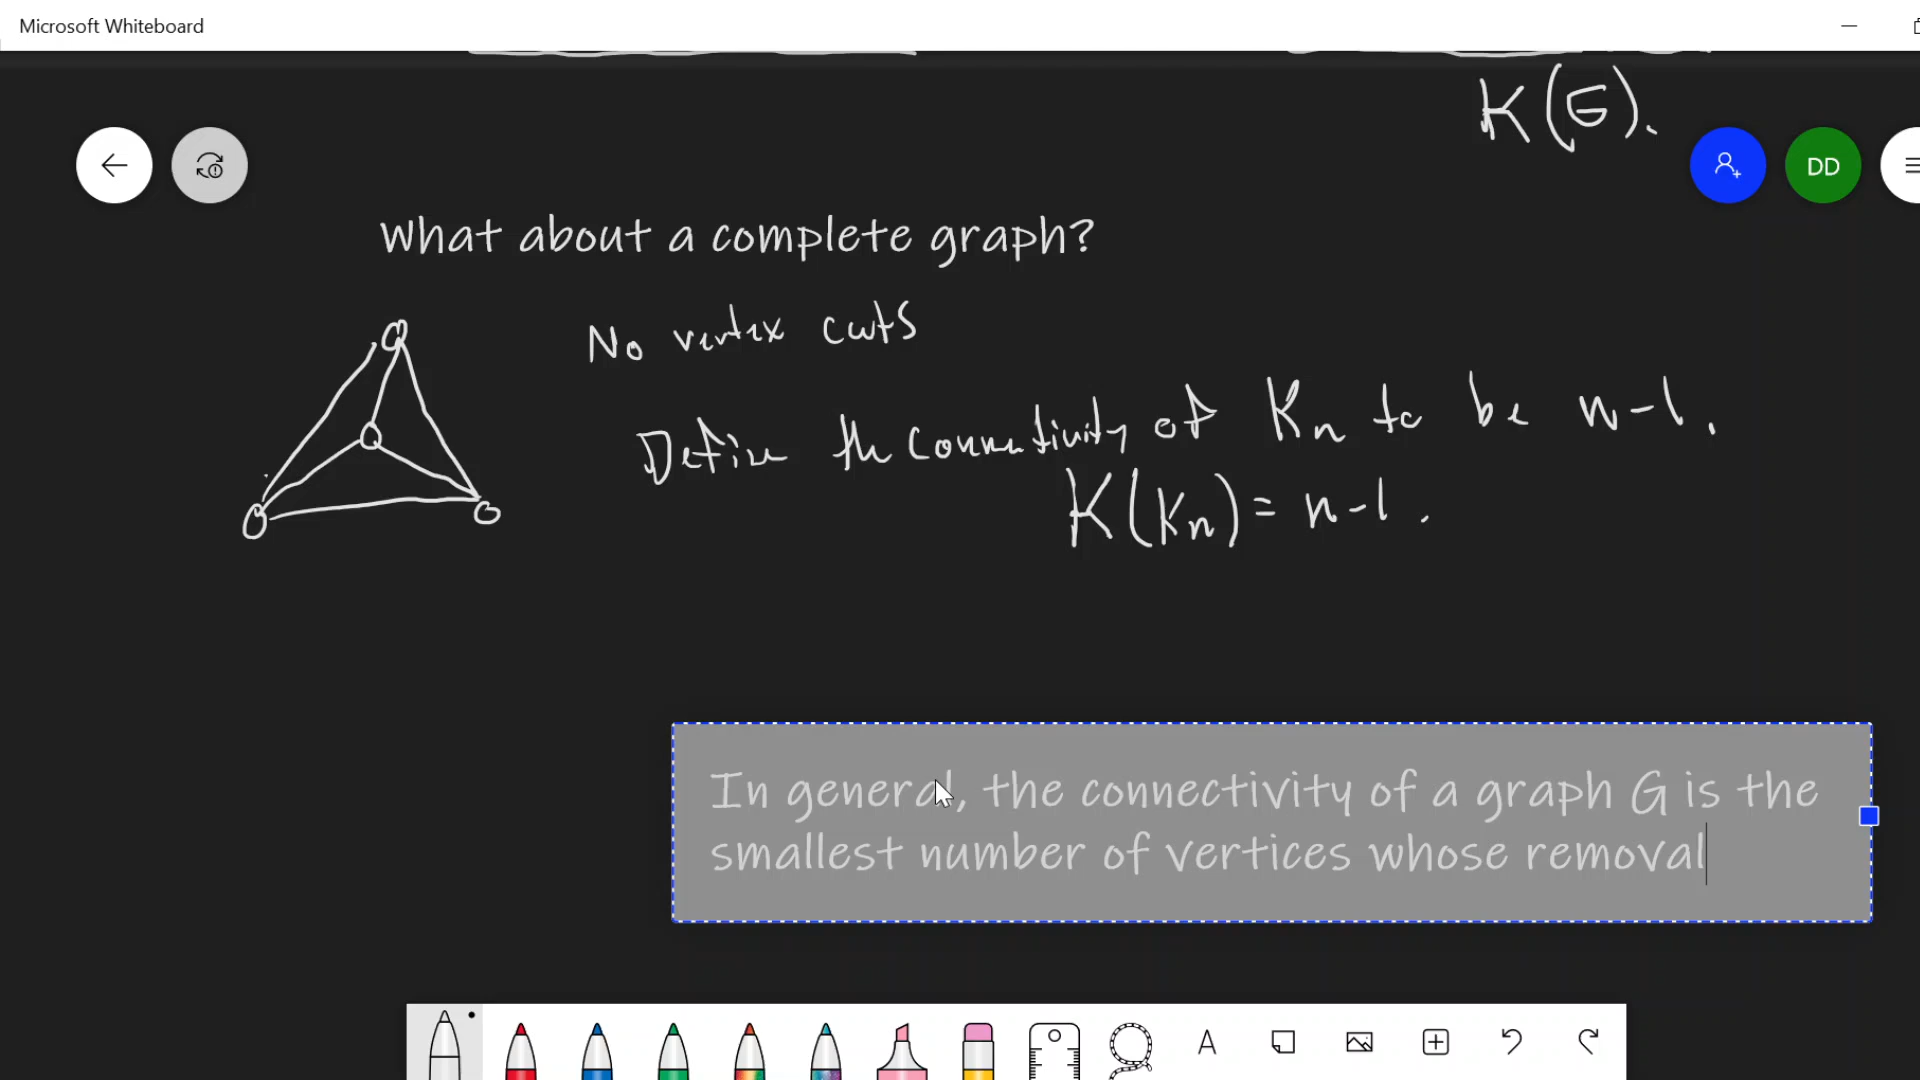 Microsoft Whiteboard
K(G).
DD
What about a complete graph?
No vertex cuts
Define the connectivity of Kn to be n-1.
K(Kn) = n-1.
In general, the connectivity of a graph G is the
smallest number of vertices whose removal
A